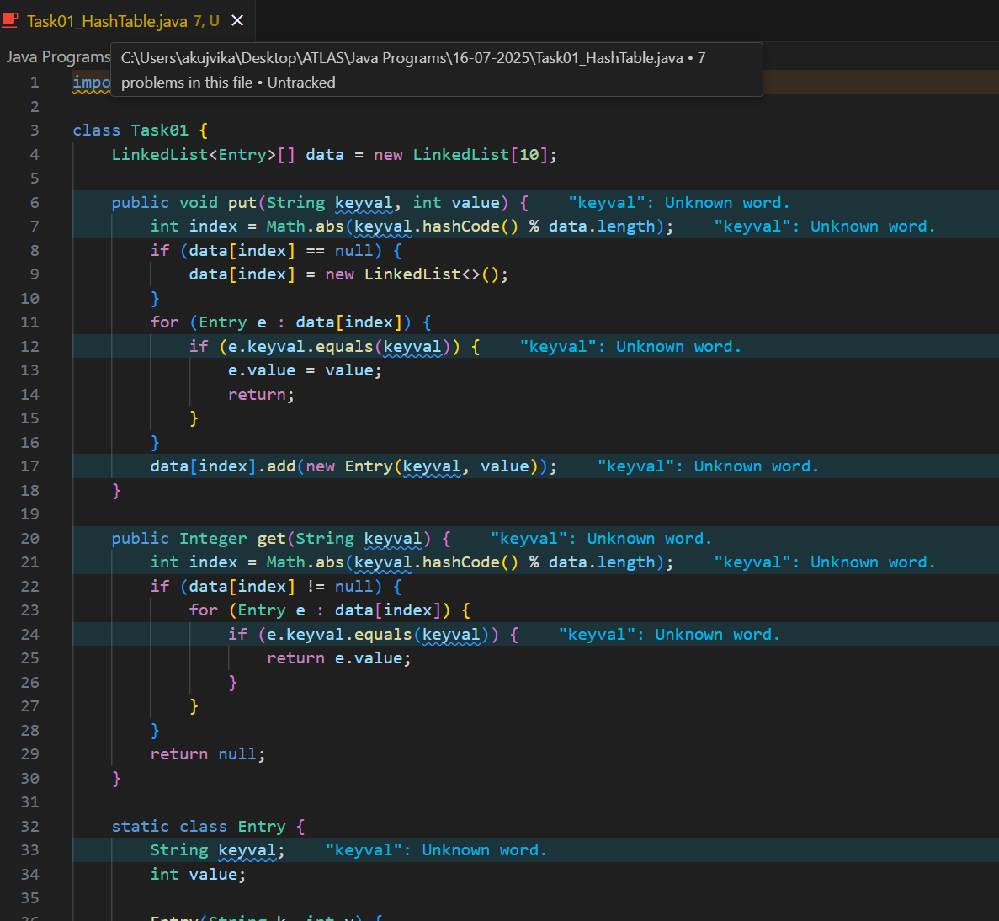 Task01_HashTable.java 7, U
Java Programs
C:\Users\akujvika\Desktop\ATLAS\Java Programs\16-07-2025\Task01_HashTable.java • 7
problems in this file • Untracked
1 impo
2
3 class Task01 {
4 LinkedList<Entry>[] data = new LinkedList[10];
5
6 public void put(String keyval, int value) { "keyval": Unknown word.
7 int index = Math.abs(keyval.hashCode() % data.length); "keyval": Unknown word.
8 if (data[index] == null) {
9 data[index] = new LinkedList<>();
10 }
11 for (Entry e : data[index]) {
12 if (e.keyval.equals(keyval)) { "keyval": Unknown word.
13 e.value = value;
14 return;
15 }
16 }
17 data[index].add(new Entry(keyval, value)); "keyval": Unknown word.
18 }
19
20 public Integer get(String keyval) { "keyval": Unknown word.
21 int index = Math.abs(keyval.hashCode() % data.length); "keyval": Unknown word.
22 if (data[index] != null) {
23 for (Entry e : data[index]) {
24 if (e.keyval.equals(keyval)) { "keyval": Unknown word.
25 return e.value;
26 }
27 }
28 }
29 return null;
30 }
31
32 static class Entry {
33 String keyval; "keyval": Unknown word.
34 int value;
35
36 Entry(String k, int v) {